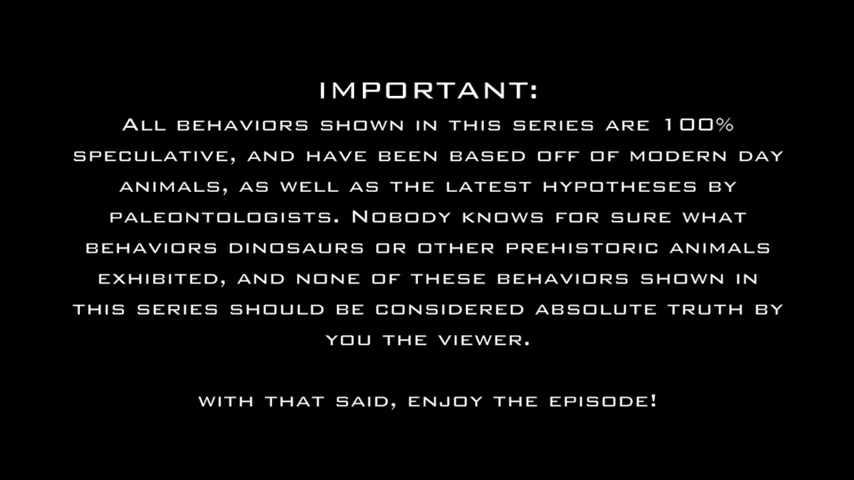 IMPORTANT:
ALL BEHAVIORS SHOWN IN THIS SERIES ARE 100%
SPECULATIVE, AND HAVE BEEN BASED OFF OF MODERN DAY
ANIMALS, AS WELL AS THE LATEST HYPOTHESES BY
PALEONTOLOGISTS. NOBODY KNOWS FOR SURE WHAT
BEHAVIORS DINOSAURS OR OTHER PREHISTORIC ANIMALS
EXHIBITED, AND NONE OF THESE BEHAVIORS SHOWN IN
THIS SERIES SHOULD BE CONSIDERED ABSOLUTE TRUTH BY
YOU THE VIEWER.
WITH THAT SAID, ENJOY THE EPISODE!